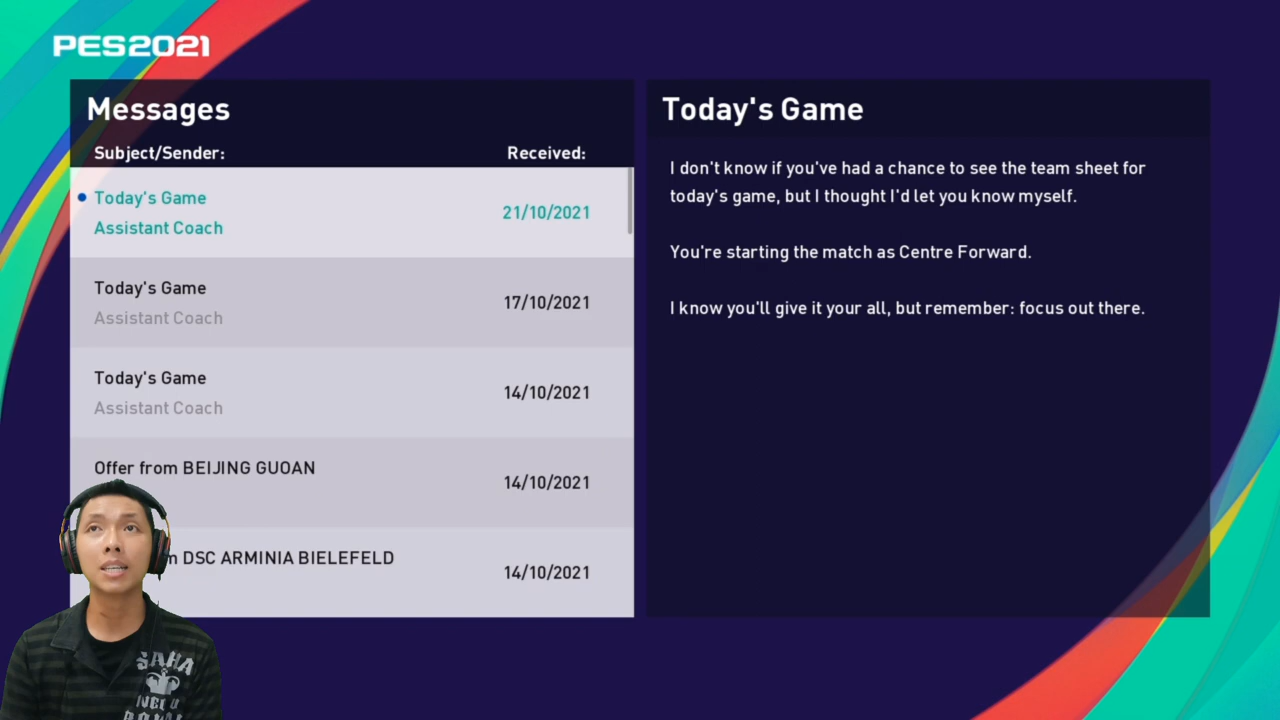 PES2021
Messages
Subject/Sender:
Received:
Today's Game
Assistant Coach
21/10/2021
Today's Game
Assistant Coach
17/10/2021
Today's Game
Assistant Coach
14/10/2021
Offer from BEIJING GUOAN
14/10/2021
DSC ARMINIA BIELEFELD
14/10/2021
Today's Game
I don't know if you've had a chance to see the team sheet for
today's game, but I thought I'd let you know myself.
You're starting the match as Centre Forward.
I know you'll give it your all, but remember: focus out there.
SAHA